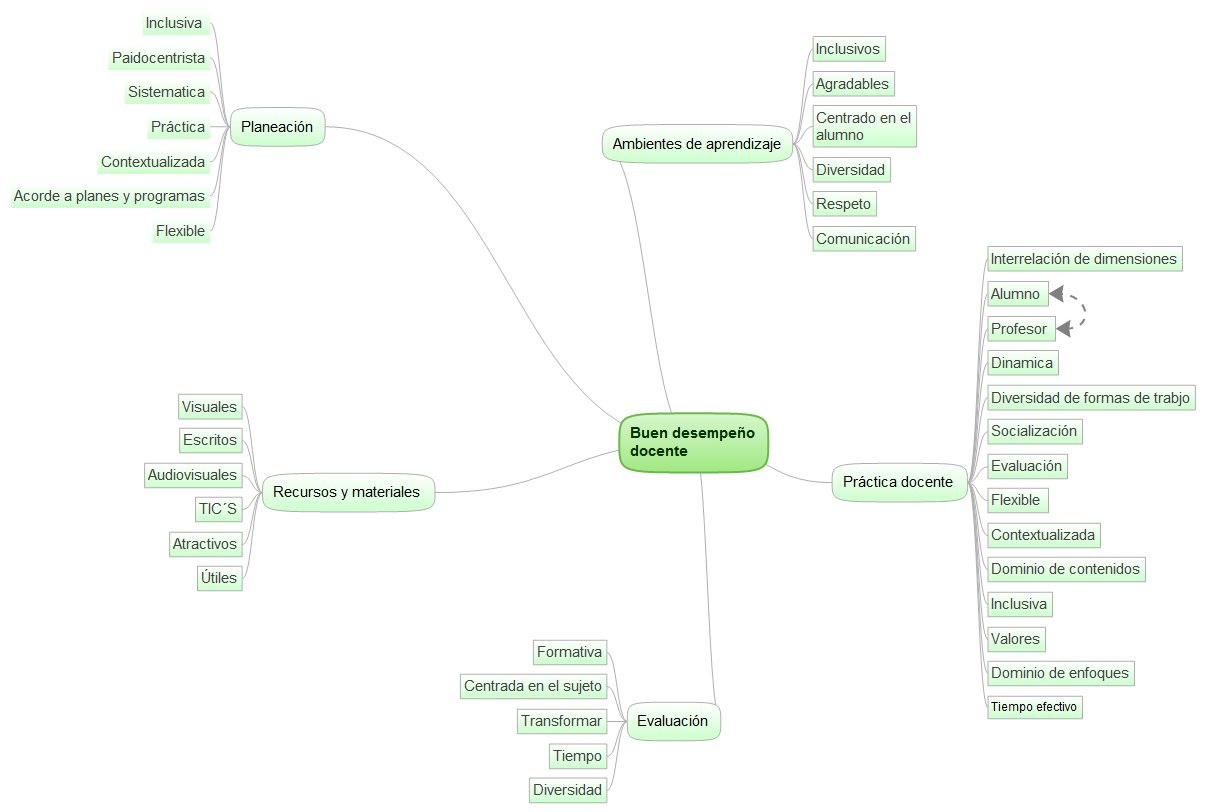 Buen desempeño
docente
Planeación
Inclusiva
Paidocentrista
Sistematica
Práctica
Contextualizada
Acorde a planes y programas
Flexible
Ambientes de aprendizaje
Inclusivos
Agradables
Centrado en el
alumno
Diversidad
Respeto
Comunicación
Práctica docente
Interrelación de dimensiones
Alumno
Profesor
Dinamica
Diversidad de formas de trabjo
Socialización
Evaluación
Flexible
Contextualizada
Dominio de contenidos
Inclusiva
Valores
Dominio de enfoques
Tiempo efectivo
Recursos y materiales
Visuales
Escritos
Audiovisuales
TIC´S
Atractivos
Útiles
Evaluación
Formativa
Centrada en el sujeto
Transformar
Tiempo
Diversidad